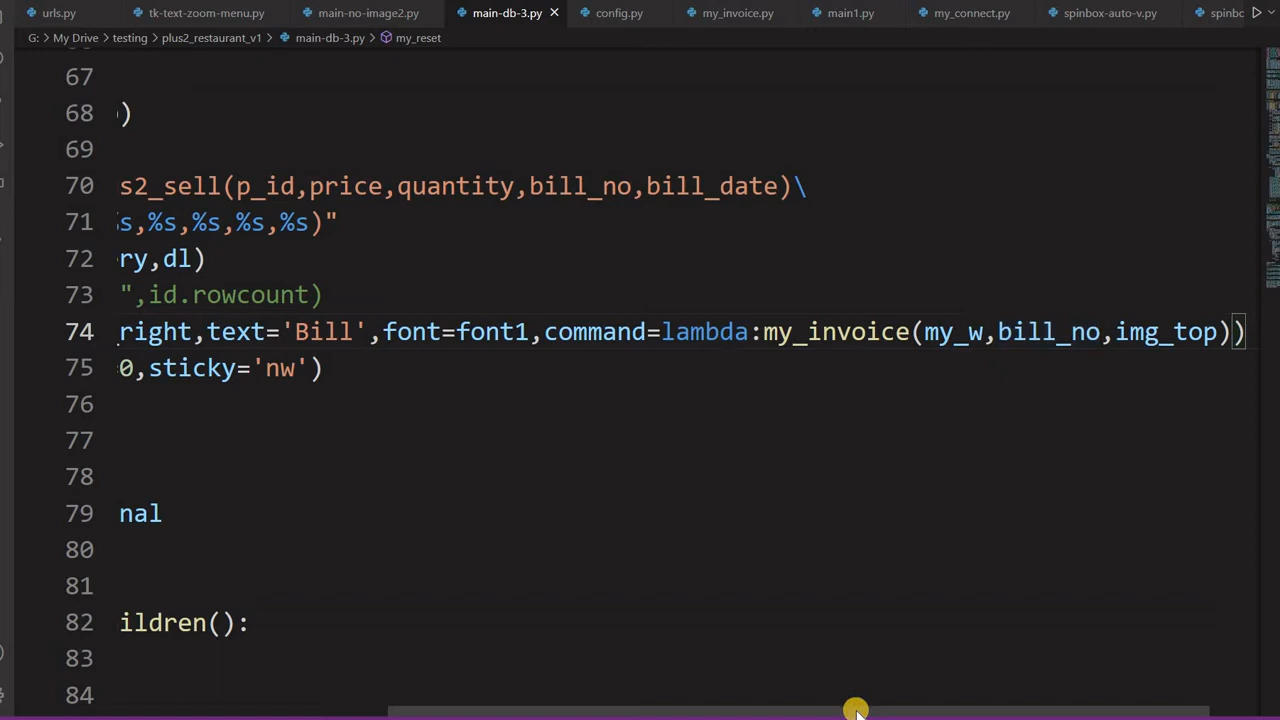 urls.py tk-text-zoom-menu.py main-no-image2.py main-db-3.py config.py my_invoice.py main1.py my_connect.py spinbox-auto-v.py spinbc
G: > My Drive > testing > plus2_restaurant_v1 > main-db-3.py > my_reset
67
68 )
69
70 s2_sell(p_id,price,quantity,bill_no,bill_date)\
71 s,%s,%s,%s,%s)"
72 ry,dl)
73 ",id.rowcount)
74 _right,text='Bill',font=font1,command=lambda:my_invoice(my_w,bill_no,img_top))
75 0,sticky='nw')
76
77
78
79 nal
80
81
82 ildren():
83
84